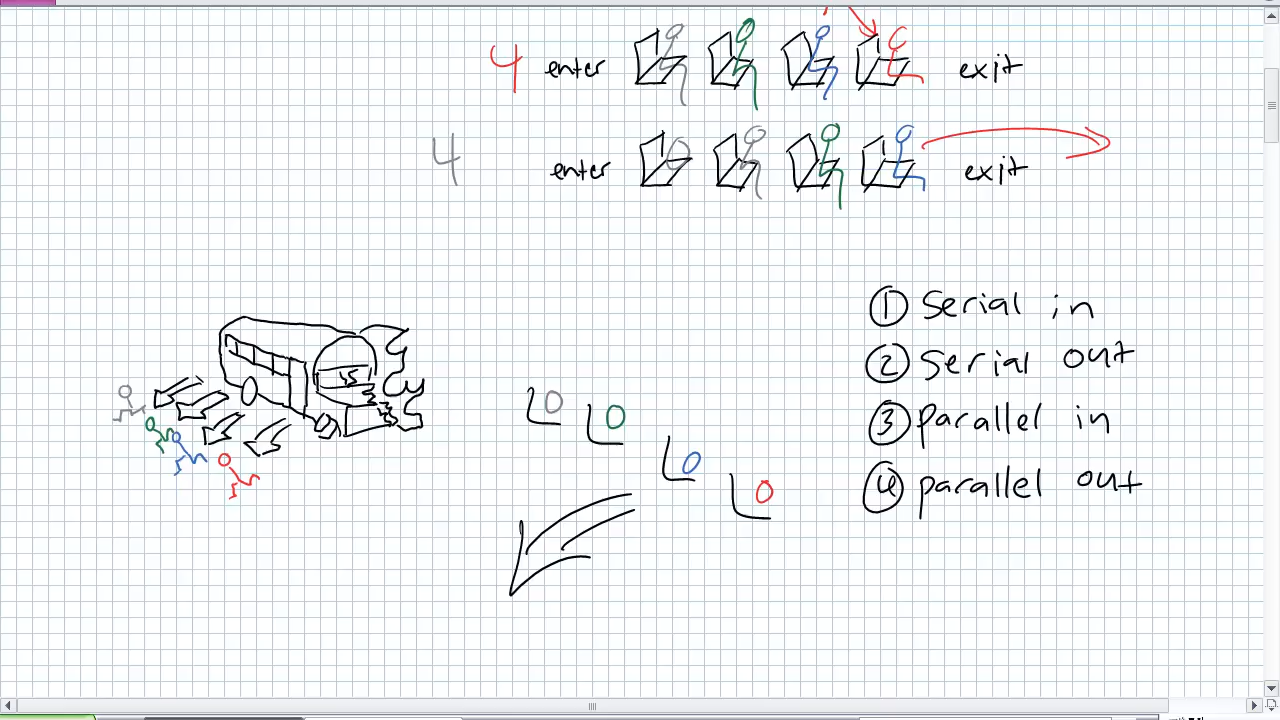 4 enter exit
4 enter exit
① Serial in
② Serial out
③ parallel in
④ parallel out